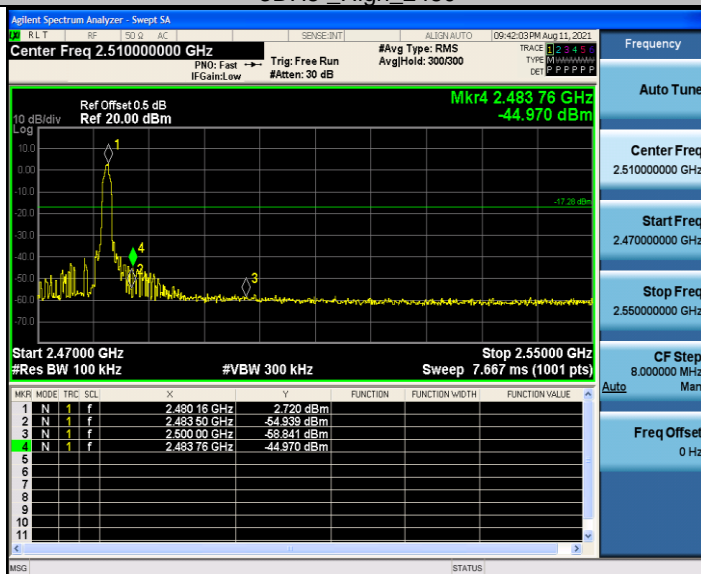 Agilent Spectrum Analyzer - Swept SA
LXI RLT RF 50 Ω AC SENSE:INT ALIGN AUTO 09:42:03 PM Aug 11, 2021
Center Freq 2.510000000 GHz
#Avg Type: RMS
TRACE 1 2 3 4 5 6
PNO: Fast Trig: Free Run Avg|Hold: 300/300 TYPE M
IFGain:Low #Atten: 30 dB DET P P P P P P
Mkr4 2.483 76 GHz
-44.970 dBm
Ref Offset 0.5 dB
10 dB/div Ref 20.00 dBm
Log
10.0
0.00
-10.0
-20.0
-30.0
-40.0
-50.0
-60.0
-70.0
1
4
2
3
-17.28 dBm
Start 2.47000 GHz Stop 2.55000 GHz
#Res BW 100 kHz #VBW 300 kHz Sweep 7.667 ms (1001 pts)
MKR MODE TRC SCL X Y FUNCTION FUNCTION WIDTH FUNCTION VALUE
1 N 1 f 2.480 16 GHz 2.720 dBm
2 N 1 f 2.483 50 GHz -54.939 dBm
3 N 1 f 2.500 00 GHz -58.841 dBm
4 N 1 f 2.483 76 GHz -44.970 dBm
5
6
7
8
9
10
11
MSG STATUS
Frequency
Auto Tune
Center Freq
2.510000000 GHz
Start Freq
2.470000000 GHz
Stop Freq
2.550000000 GHz
CF Step
8.000000 MHz
Auto Man
Freq Offset
0 Hz